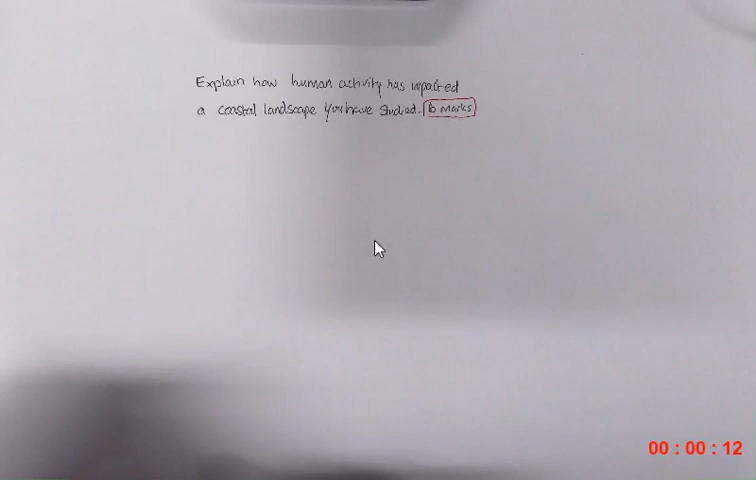 Explain how human activity has impacted
a coastal landscape you have studied. 6 marks
00 : 00 : 12